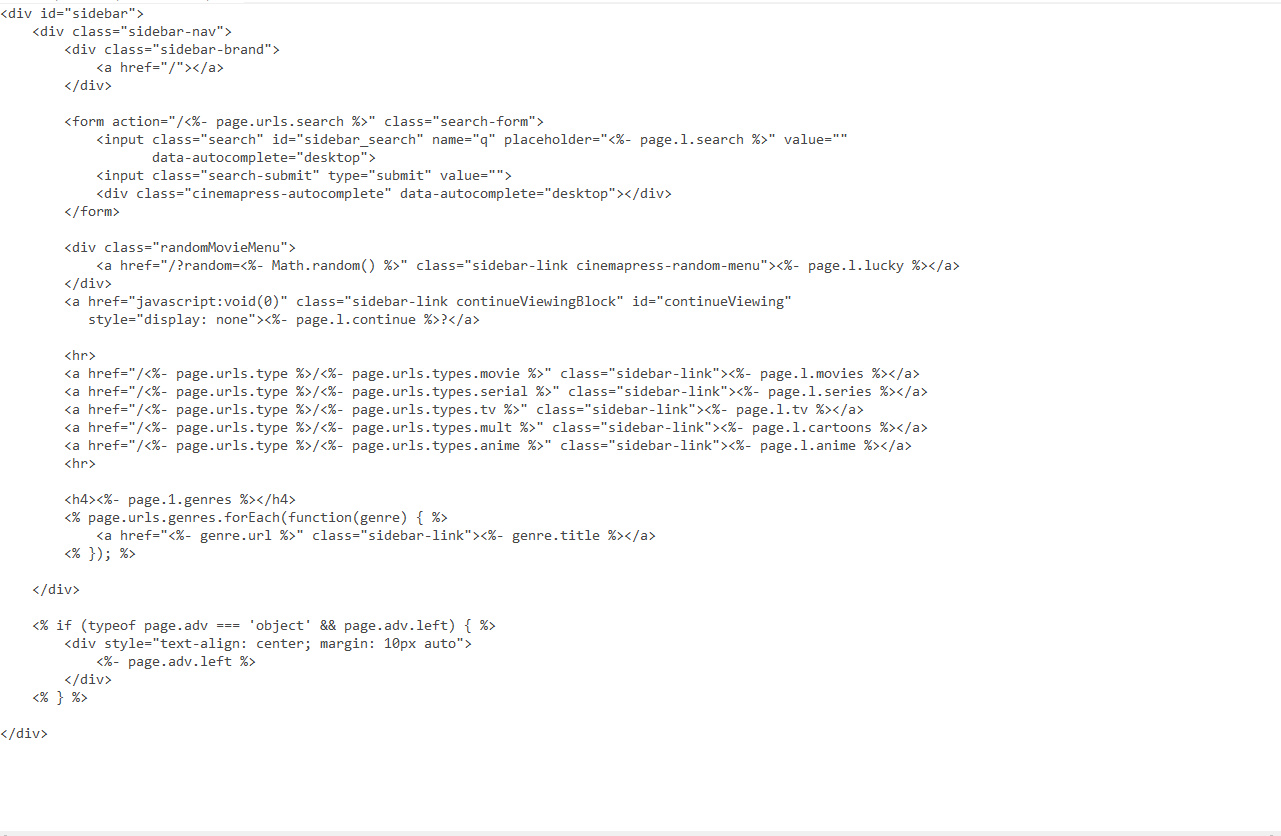 <div id="sidebar">
    <div class="sidebar-nav">
        <div class="sidebar-brand">
            <a href="/"></a>
        </div>

        <form action="/<%- page.urls.search %>" class="search-form">
            <input class="search" id="sidebar_search" name="q" placeholder="<%- page.l.search %>" value=""
                   data-autocomplete="desktop">
            <input class="search-submit" type="submit" value="">
            <div class="cinemapress-autocomplete" data-autocomplete="desktop"></div>
        </form>

        <div class="randomMovieMenu">
            <a href="/?random=<%- Math.random() %>" class="sidebar-link cinemapress-random-menu"><%- page.l.lucky %></a>
        </div>
        <a href="javascript:void(0)" class="sidebar-link continueViewingBlock" id="continueViewing"
           style="display: none"><%- page.l.continue %>?</a>

        <hr>
        <a href="/<%- page.urls.type %>/<%- page.urls.types.movie %>" class="sidebar-link"><%- page.l.movies %></a>
        <a href="/<%- page.urls.type %>/<%- page.urls.types.serial %>" class="sidebar-link"><%- page.l.series %></a>
        <a href="/<%- page.urls.type %>/<%- page.urls.types.tv %>" class="sidebar-link"><%- page.l.tv %></a>
        <a href="/<%- page.urls.type %>/<%- page.urls.types.mult %>" class="sidebar-link"><%- page.l.cartoons %></a>
        <a href="/<%- page.urls.type %>/<%- page.urls.types.anime %>" class="sidebar-link"><%- page.l.anime %></a>
        <hr>

        <h4><%- page.1.genres %></h4>
        <% page.urls.genres.forEach(function(genre) { %>
            <a href="<%- genre.url %>" class="sidebar-link"><%- genre.title %></a>
        <% }); %>

    </div>

    <% if (typeof page.adv === 'object' && page.adv.left) { %>
        <div style="text-align: center; margin: 10px auto">
            <%- page.adv.left %>
        </div>
    <% } %>

</div>